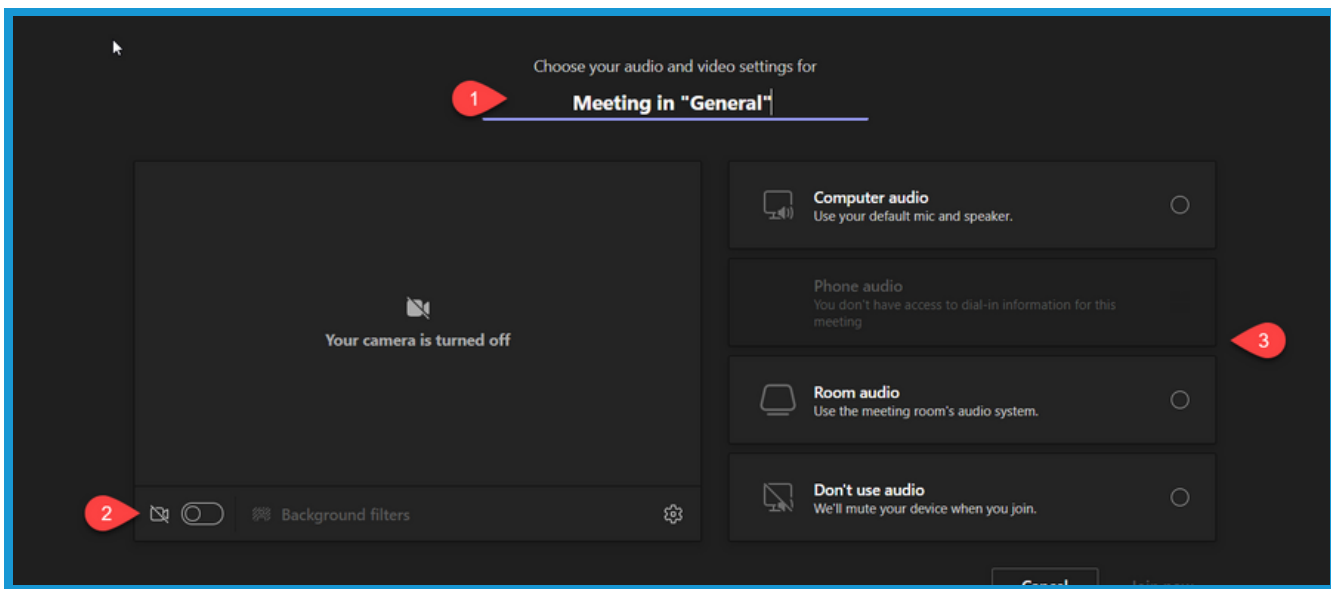 Choose your audio and video settings for
1
Meeting in "General"
Computer audio
Use your default mic and speaker.
Phone audio
You don't have access to dial-in information for this
meeting
Your camera is turned off
3
Room audio
Use the meeting room's audio system.
2
Background filters
Don't use audio
We'll mute your device when you join.
Cancel
Join now